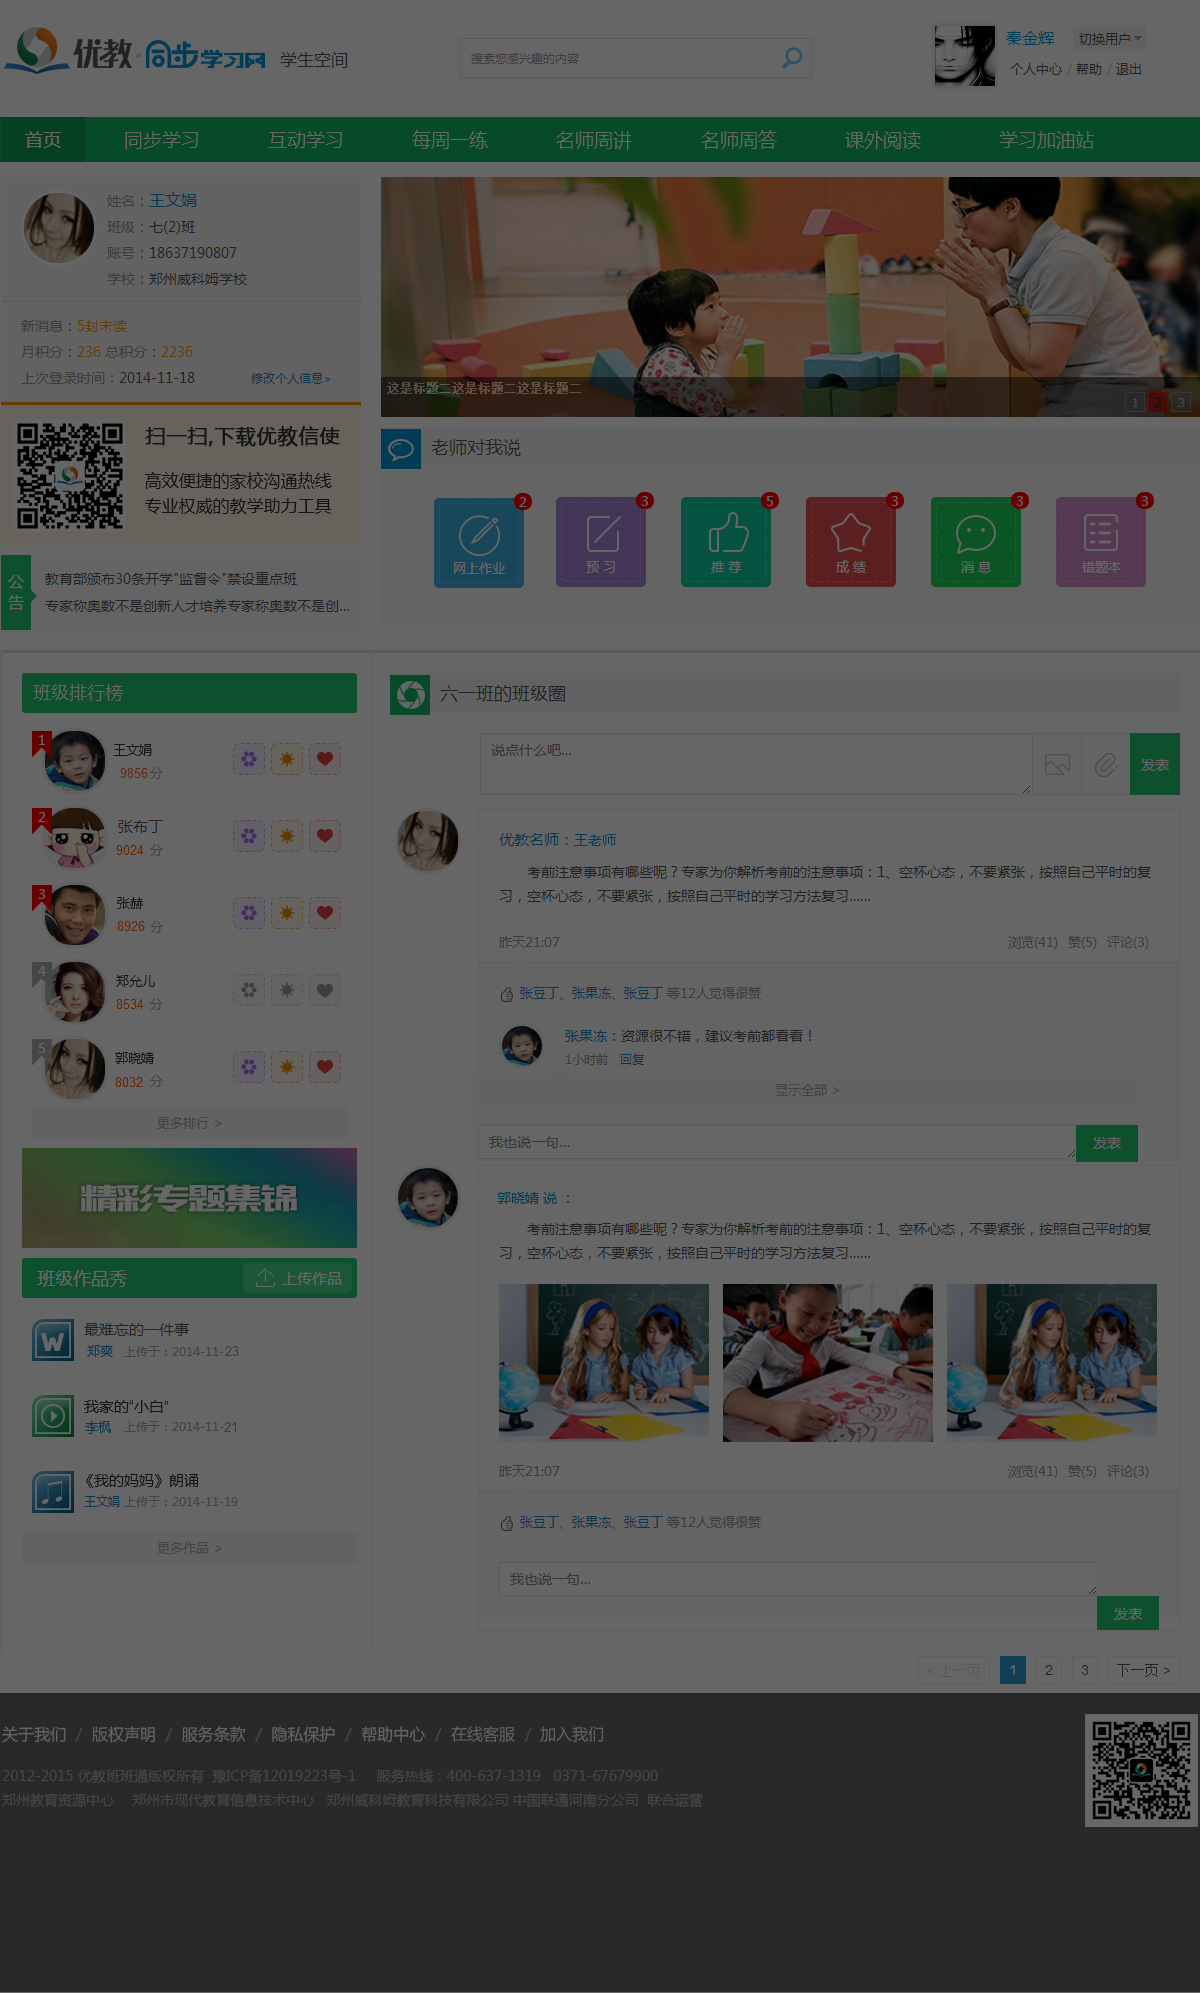 优教·同步学习网 学生空间
搜索您感兴趣的内容
秦金辉 切换用户
个人中心 / 帮助 / 退出
首页 同步学习 互动学习 每周一练 名师周讲 名师周答 课外阅读 学习加油站
姓名：王文娟
班级：七(2)班
账号：18637190807
学校：郑州威科姆学校
新消息：5封未读
月积分：236 总积分：2236
上次登录时间：2014-11-18 修改个人信息>
扫一扫,下载优教信使
高效便捷的家校沟通热线
专业权威的教学助力工具
公告
教育部颁布30条开学"监督令"禁设重点班
专家称奥数不是创新人才培养专家称奥数不是创...
这是标题二这是标题二这是标题二
1 2 3
老师对我说
2 3 5 3 3 3
网上作业 预 习 推 荐 成 绩 消 息 错题本
班级排行榜
1 王文娟
9856 分
2 张布丁
9024 分
3 张赫
8926 分
4 郑允儿
8534 分
5 郭晓婧
8032 分
更多排行 >
精彩专题集锦
班级作品秀 上传作品
W 最难忘的一件事
郑爽 上传于：2014-11-23
我家的“小白”
李枫 上传于：2014-11-21
《我的妈妈》朗诵
王文娟 上传于：2014-11-19
更多作品 >
六一班的班级圈
说点什么吧...
发表
优教名师：王老师
考前注意事项有哪些呢？专家为你解析考前的注意事项：1、空杯心态，不要紧张，按照自己平时的复
习，空杯心态，不要紧张，按照自己平时的学习方法复习......
昨天21:07 浏览(41) 赞(5) 评论(3)
张豆丁、张果冻、张豆丁 等12人觉得很赞
张果冻：资源很不错，建议考前都看看！
1小时前 回复
显示全部 >
我也说一句... 发表
郭晓婧 说 ：
考前注意事项有哪些呢？专家为你解析考前的注意事项：1、空杯心态，不要紧张，按照自己平时的复
习，空杯心态，不要紧张，按照自己平时的学习方法复习......
昨天21:07 浏览(41) 赞(5) 评论(3)
张豆丁、张果冻、张豆丁 等12人觉得很赞
我也说一句...
发表
< 上一页 1 2 3 下一页 >
关于我们 / 版权声明 / 服务条款 / 隐私保护 / 帮助中心 / 在线客服 / 加入我们
2012-2015 优教班班通版权所有 豫ICP备12019223号-1 服务热线：400-637-1319 0371-67679900
郑州教育资源中心 郑州市现代教育信息技术中心 郑州威科姆教育科技有限公司 中国联通河南分公司 联合运营